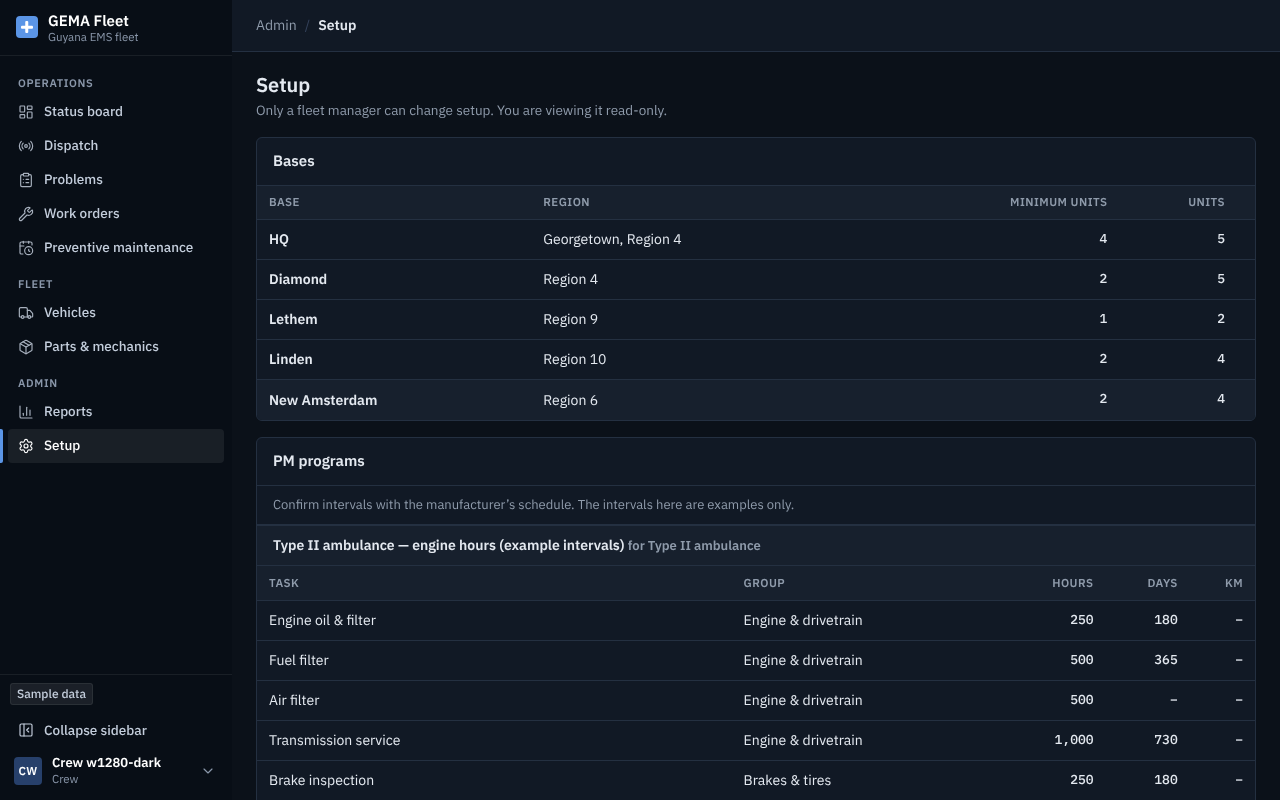 GEMA Fleet
Guyana EMS fleet
OPERATIONS
Status board
Dispatch
Problems
Work orders
Preventive maintenance
FLEET
Vehicles
Parts & mechanics
ADMIN
Reports
Setup
Sample data
Collapse sidebar
CW
Crew w1280-dark
Crew
Admin / Setup
Setup
Only a fleet manager can change setup. You are viewing it read-only.
Bases
BASE REGION MINIMUM UNITS UNITS
HQ Georgetown, Region 4 4 5
Diamond Region 4 2 5
Lethem Region 9 1 2
Linden Region 10 2 4
New Amsterdam Region 6 2 4
PM programs
Confirm intervals with the manufacturer’s schedule. The intervals here are examples only.
Type II ambulance — engine hours (example intervals) for Type II ambulance
TASK GROUP HOURS DAYS KM
Engine oil & filter Engine & drivetrain 250 180 –
Fuel filter Engine & drivetrain 500 365 –
Air filter Engine & drivetrain 500 – –
Transmission service Engine & drivetrain 1,000 730 –
Brake inspection Brakes & tires 250 180 –